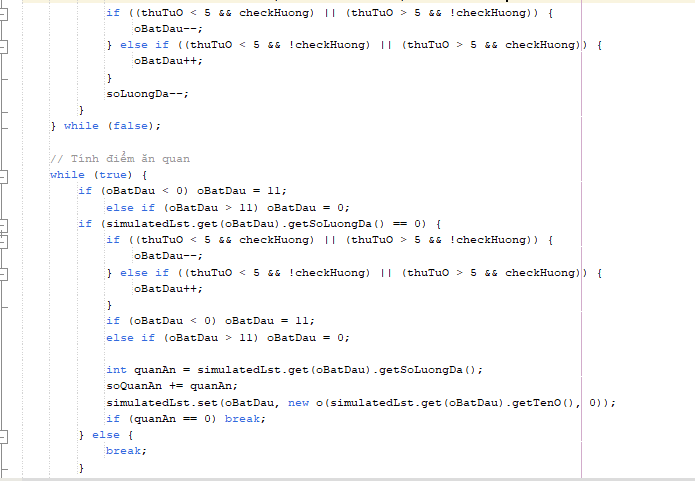 if ((thuTuO < 5 && checkHuong) || (thuTuO > 5 && !checkHuong)) {
oBatDau--;
} else if ((thuTuO < 5 && !checkHuong) || (thuTuO > 5 && checkHuong)) {
oBatDau++;
}
soLuongDa--;
}
} while (false);
// Tính điểm ăn quan
while (true) {
if (oBatDau < 0) oBatDau = 11;
else if (oBatDau > 11) oBatDau = 0;
if (simulatedLst.get(oBatDau).getSoLuongDa() == 0) {
if ((thuTuO < 5 && checkHuong) || (thuTuO > 5 && !checkHuong)) {
oBatDau--;
} else if ((thuTuO < 5 && !checkHuong) || (thuTuO > 5 && checkHuong)) {
oBatDau++;
}
if (oBatDau < 0) oBatDau = 11;
else if (oBatDau > 11) oBatDau = 0;
int quanAn = simulatedLst.get(oBatDau).getSoLuongDa();
soQuanAn += quanAn;
simulatedLst.set(oBatDau, new o(simulatedLst.get(oBatDau).getTenO(), 0));
if (quanAn == 0) break;
} else {
break;
}